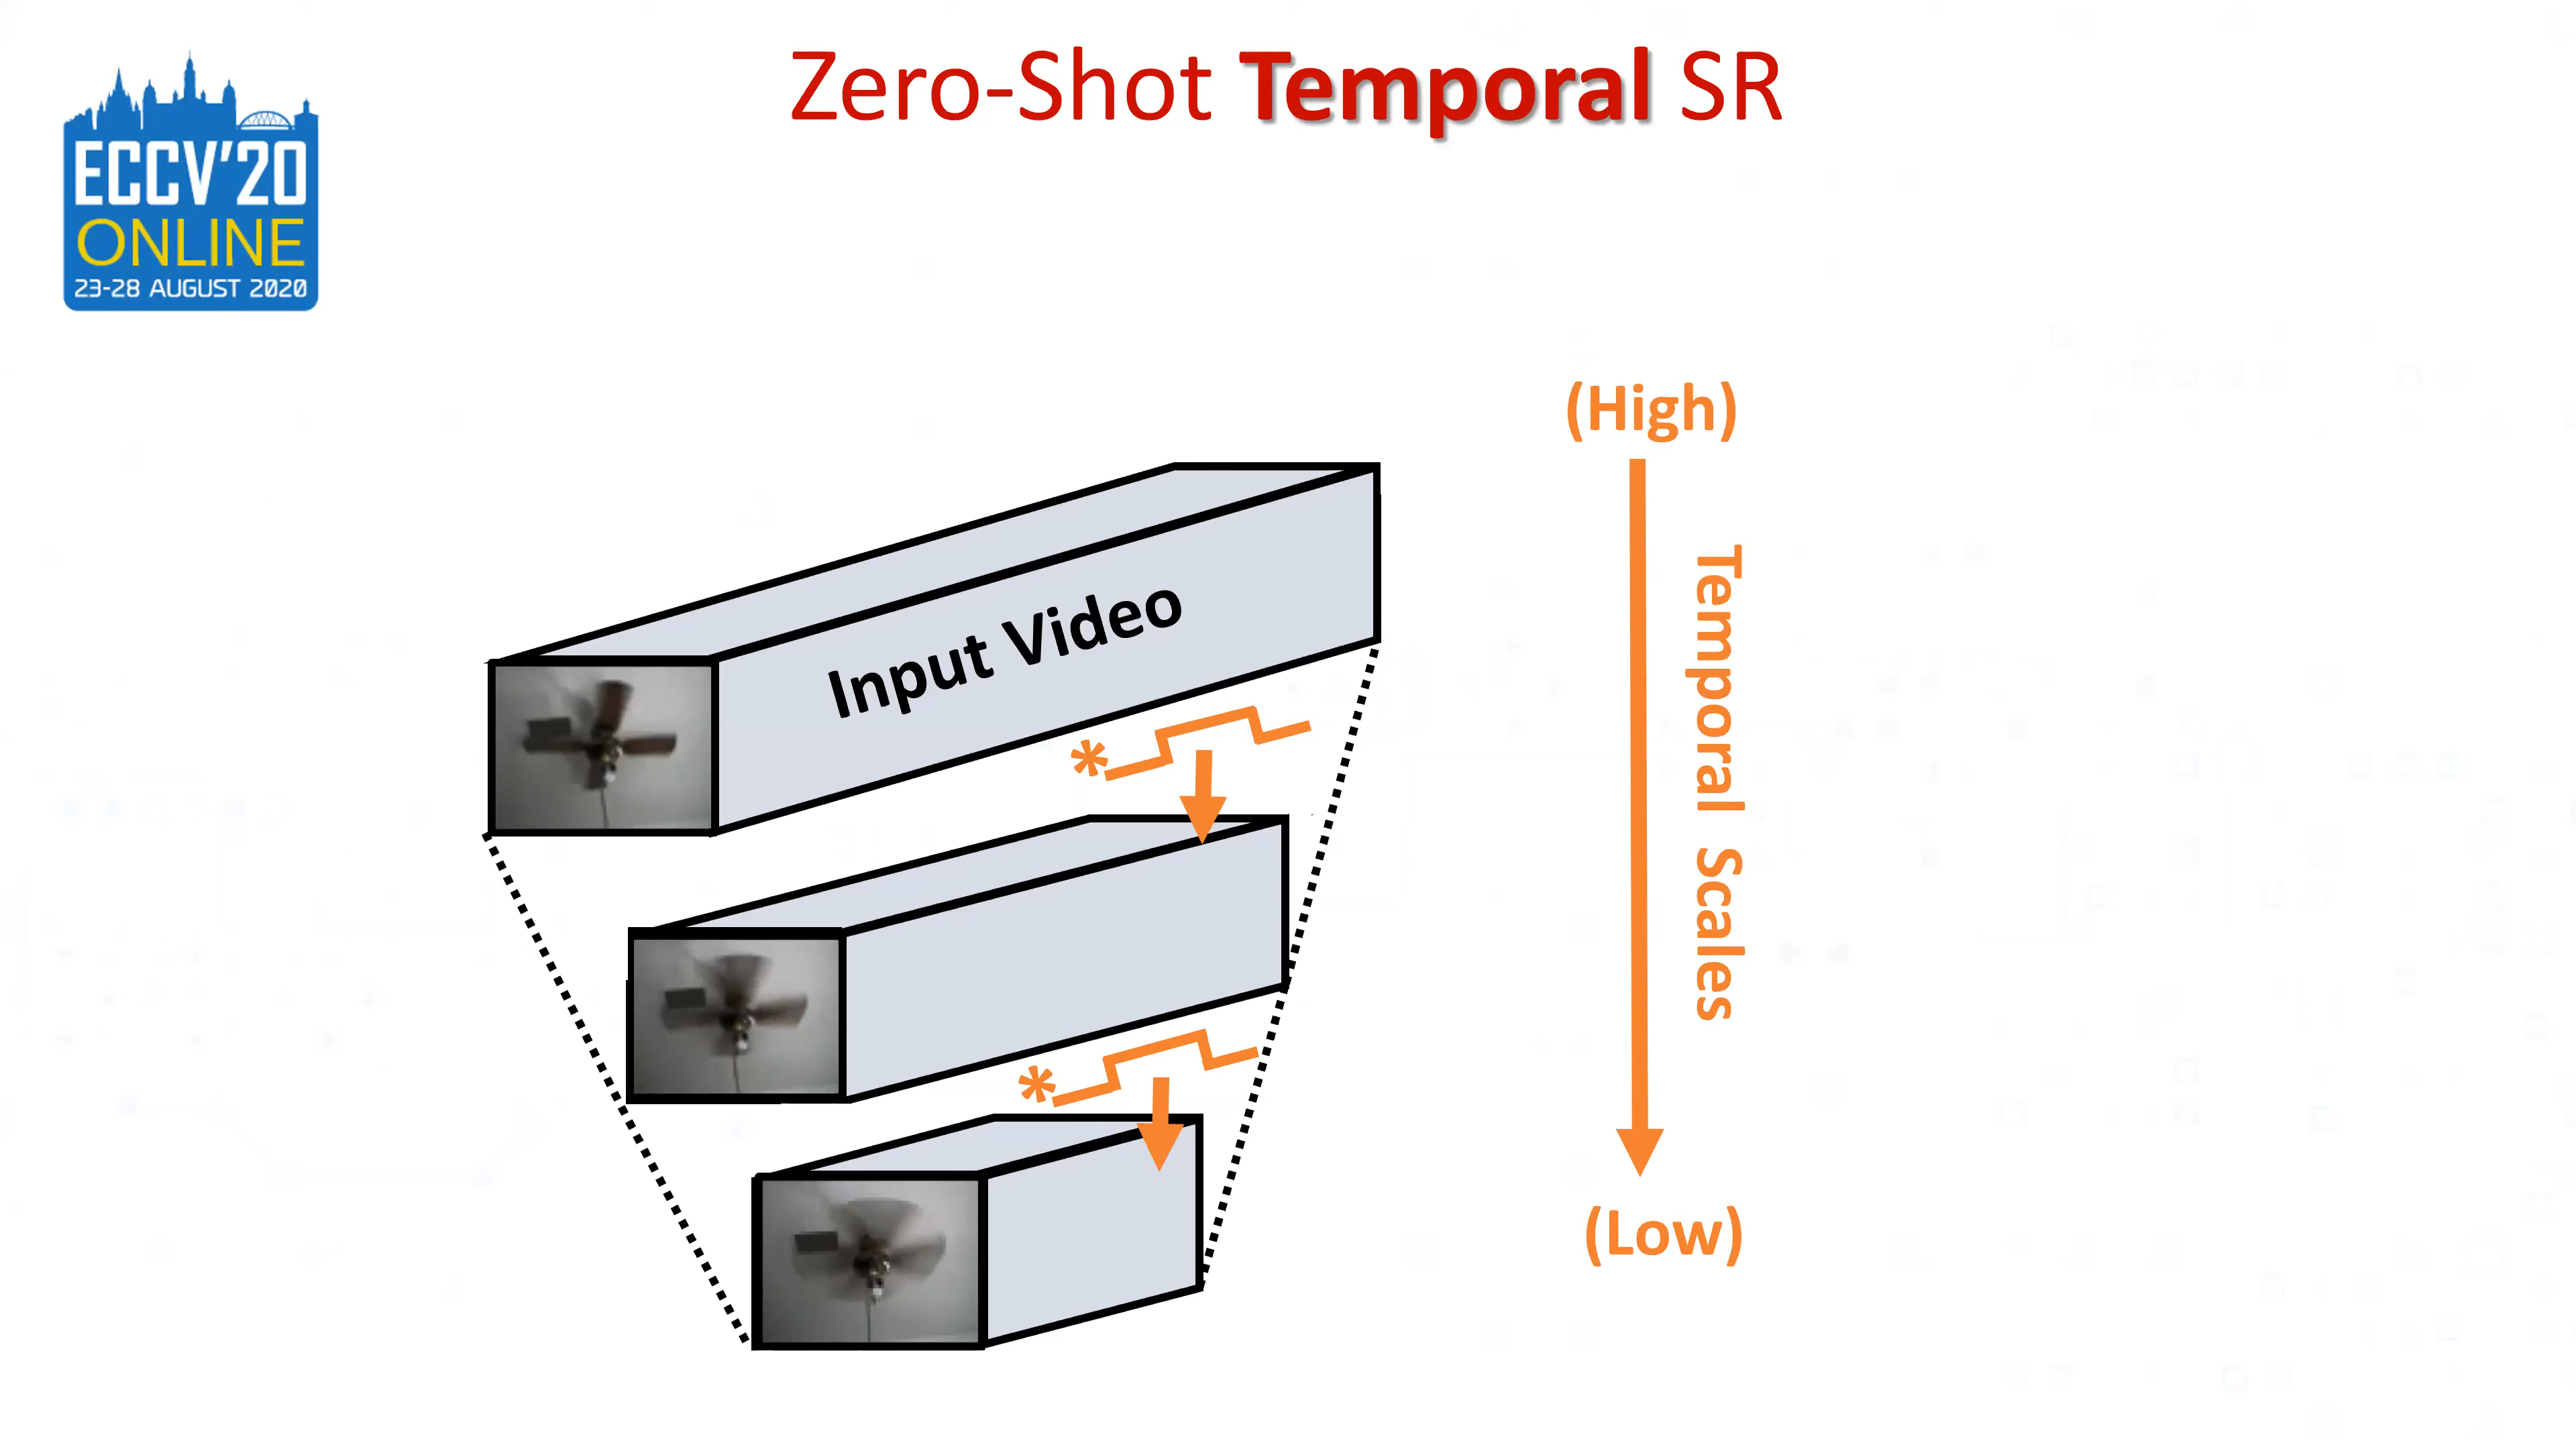 Zero-Shot Temporal SR
ECCV'20
ONLINE
23-28 AUGUST 2020
(High)
Input Video
*
Temporal Scales
*
(Low)